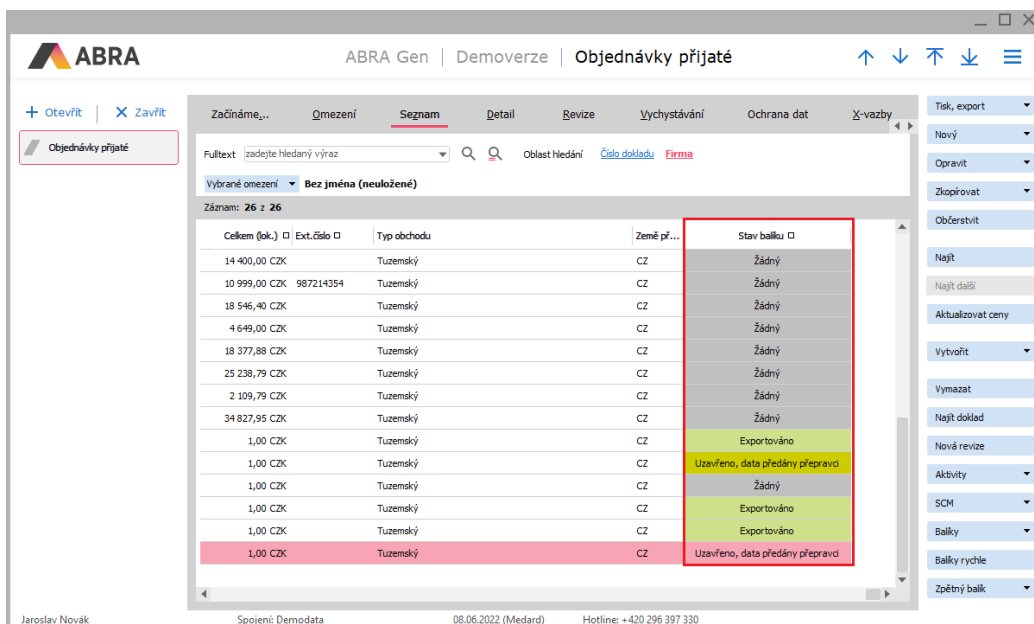 ABRA
ABRA Gen | Demoverze | Objednávky přijaté
+ Otevřít | X Zavřít
Objednávky přijaté
Začínáme... Omezení Seznam Detail Revize Vychystávání Ochrana dat X-vazby
Fulltext zadejte hledaný výraz Oblast hledání Číslo dokladu Firma
Vybrané omezení Bez jména (neuložené)
Záznam: 26 z 26
Celkem (lok.) Ext.číslo Typ obchodu Země př... Stav balíku
14 400,00 CZK Tuzemský CZ Žádný
10 999,00 CZK 987214354 Tuzemský CZ Žádný
18 546,40 CZK Tuzemský CZ Žádný
4 649,00 CZK Tuzemský CZ Žádný
18 377,88 CZK Tuzemský CZ Žádný
25 238,79 CZK Tuzemský CZ Žádný
2 109,79 CZK Tuzemský CZ Žádný
34 827,95 CZK Tuzemský CZ Žádný
1,00 CZK Tuzemský CZ Exportováno
1,00 CZK Tuzemský CZ Uzavřeno, data předány přepravci
1,00 CZK Tuzemský CZ Žádný
1,00 CZK Tuzemský CZ Exportováno
1,00 CZK Tuzemský CZ Exportováno
1,00 CZK Tuzemský CZ Uzavřeno, data předány přepravci
Tisk, export
Nový
Opravit
Zkopírovat
Občerstvit
Najít
Najít další
Aktualizovat ceny
Vytvořit
Vymazat
Najít doklad
Nová revize
Aktivity
SCM
Balíky
Balíky rychle
Zpětný balík
Jaroslav Novák Spojení: Demodata 08.06.2022 (Medard) Hotline: +420 296 397 330